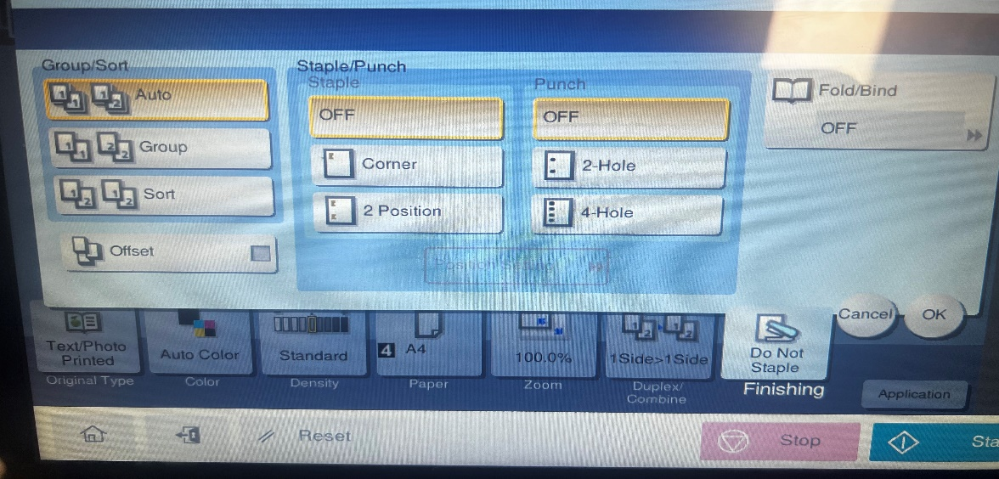 Group/Sort
Auto
Group
Sort
Offset
Staple/Punch
Staple
OFF
Corner
2 Position
Punch
OFF
2-Hole
4-Hole
Position Setting
Fold/Bind
OFF
Cancel
OK
Text/Photo
Printed
Original Type
Auto Color
Color
Standard
Density
4 A4
Paper
100.0%
Zoom
1Side>1Side
Duplex/
Combine
Do Not
Staple
Finishing
Application
Reset
Stop